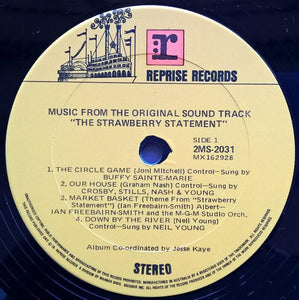 r
REPRISE RECORDS
MUSIC FROM THE ORIGINAL SOUND TRACK
"THE STRAWBERRY STATEMENT"
SIDE 1
2MS-2031
MX162928
1. THE CIRCLE GAME (Joni Mitchell) Control—Sung by
BUFFY SAINTE-MARIE
2. OUR HOUSE (Graham Nash) Control—Sung by
CROSBY, STILLS, NASH & YOUNG
3. MARKET BASKET (Theme From "Strawberry
Statement") (Ian Freebairn-Smith) Albert—
IAN FREEBAIRN-SMITH and the M-G-M Studio Orch.
4. DOWN BY THE RIVER (Neil Young)
Control—Sung by NEIL YOUNG
Album Coordinated by Jesse Kaye
STEREO